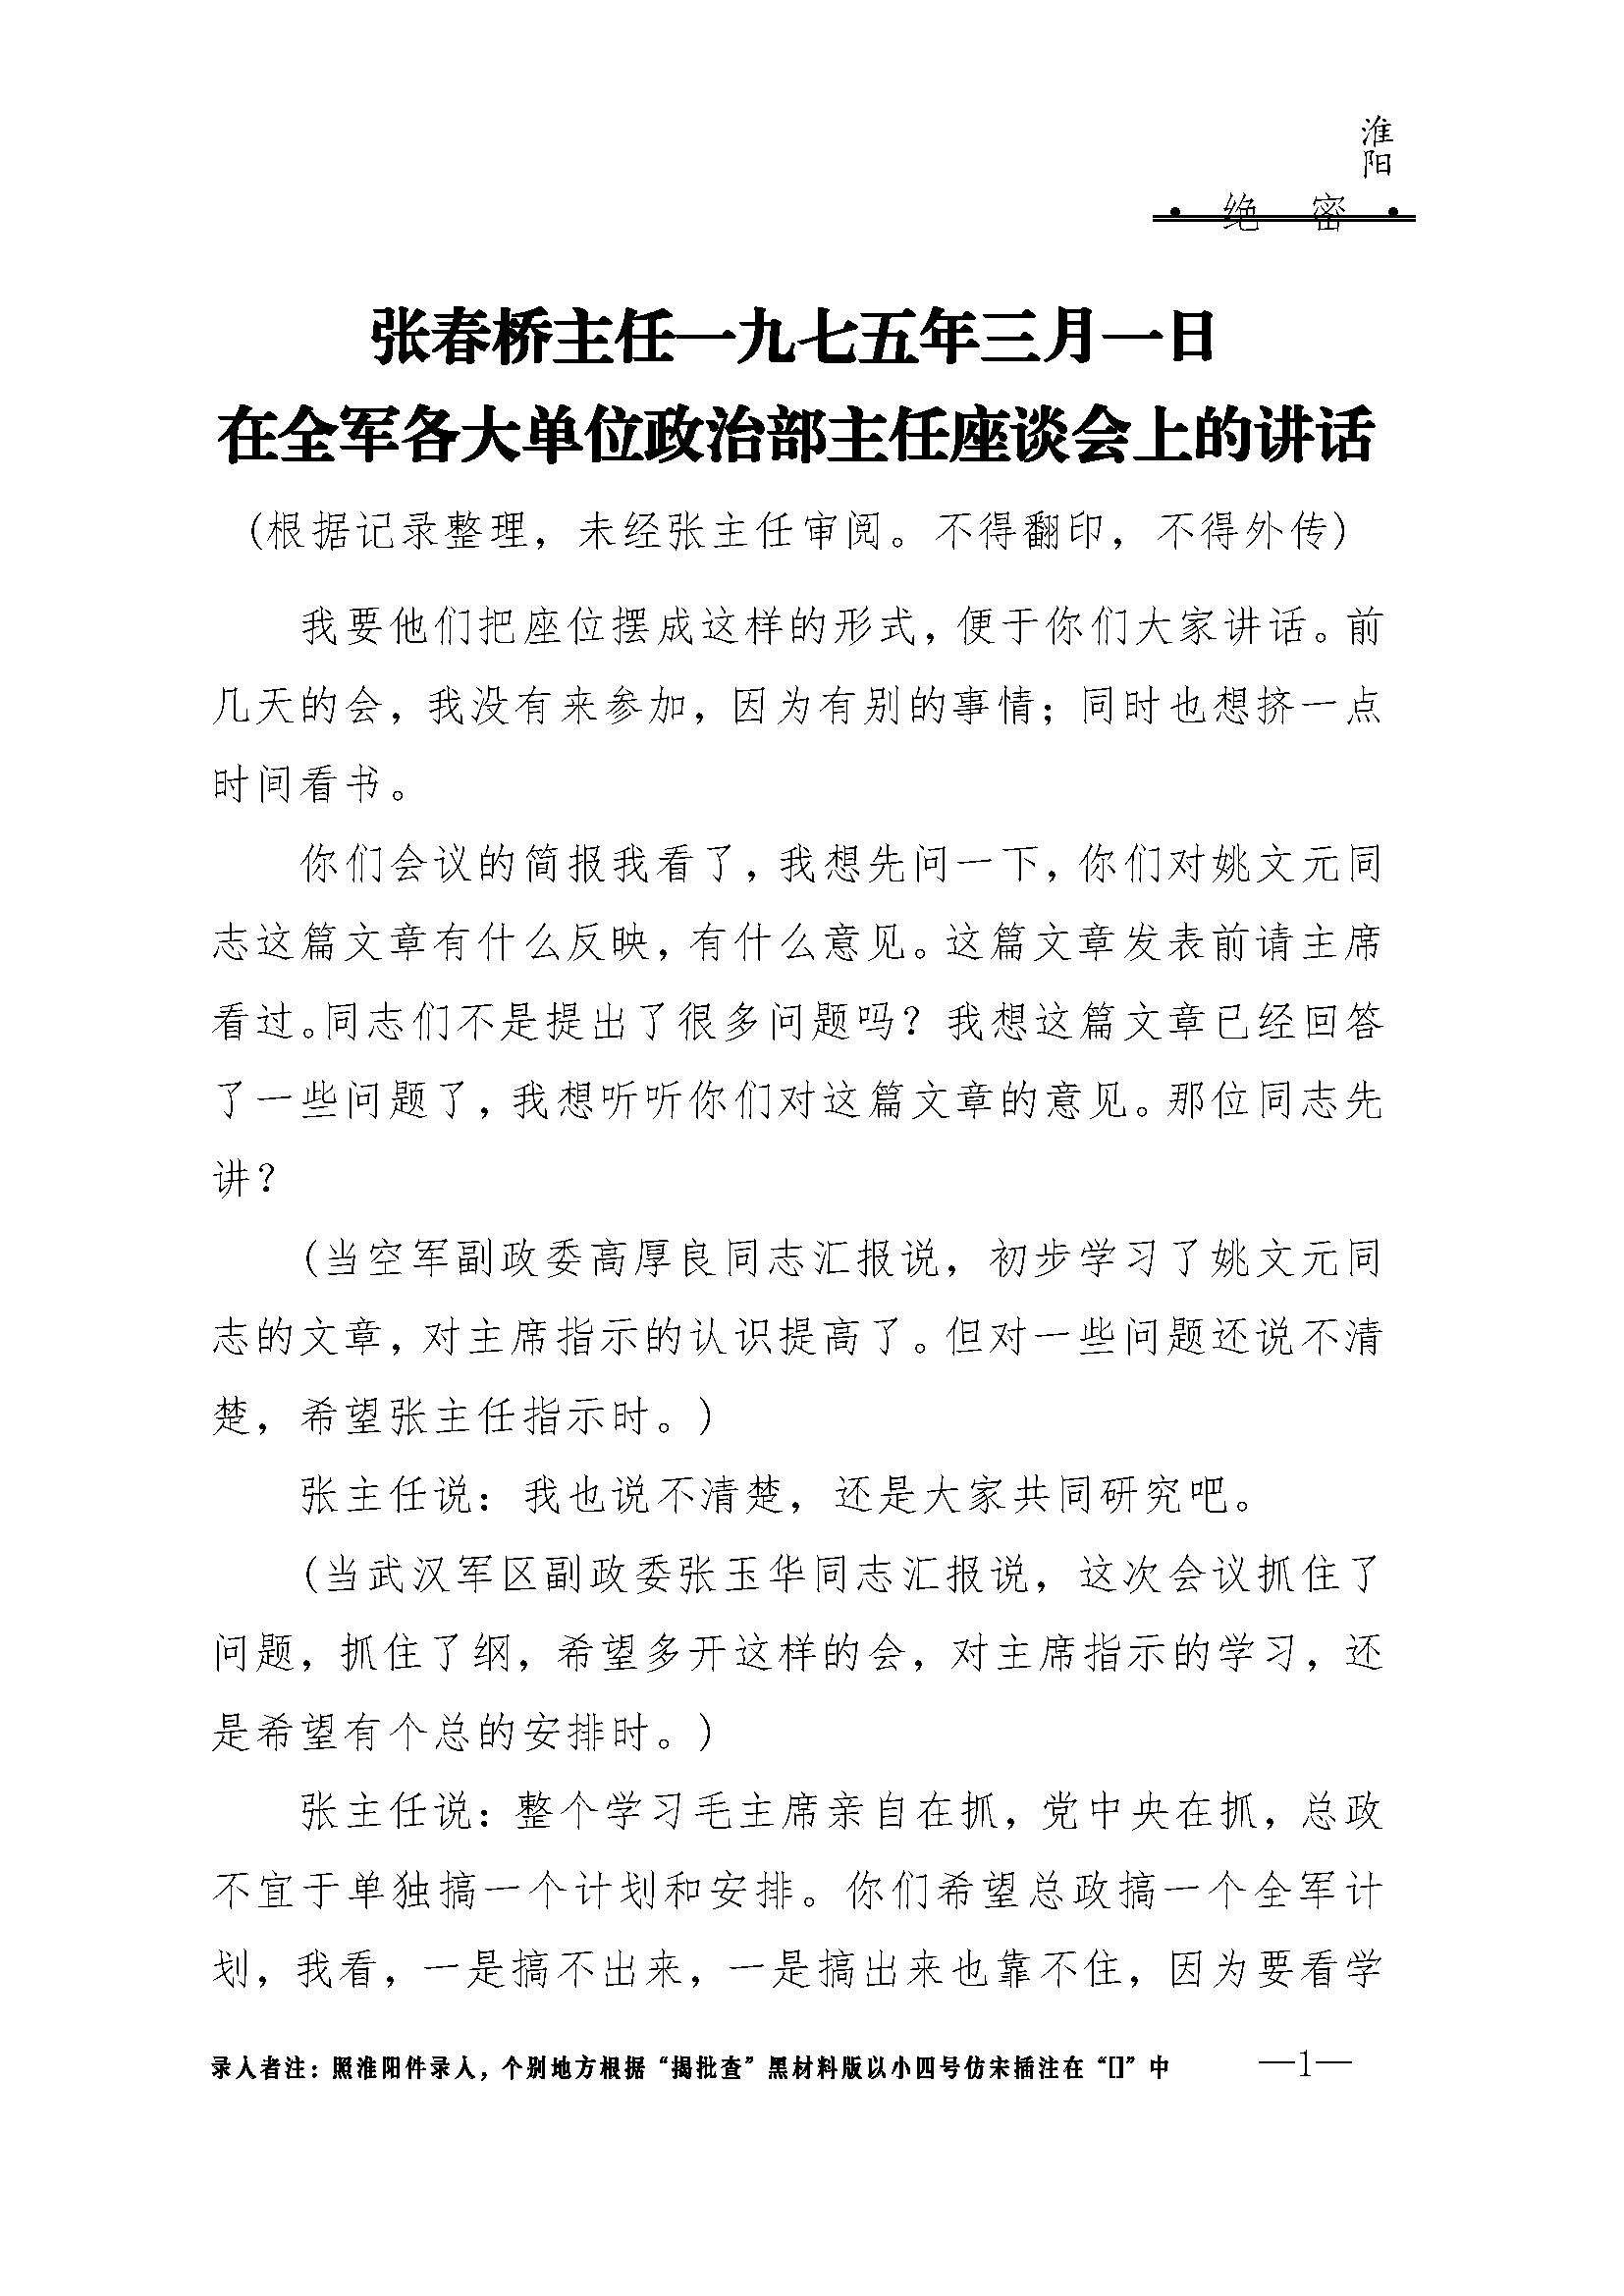 淮
阳
• 绝 密 •
张春桥主任一九七五年三月一日
在全军各大单位政治部主任座谈会上的讲话
(根据记录整理，未经张主任审阅。不得翻印，不得外传)
我要他们把座位摆成这样的形式，便于你们大家讲话。前
几天的会，我没有来参加，因为有别的事情；同时也想挤一点
时间看书。
你们会议的简报我看了，我想先问一下，你们对姚文元同
志这篇文章有什么反映，有什么意见。这篇文章发表前请主席
看过。同志们不是提出了很多问题吗？我想这篇文章已经回答
了一些问题了，我想听听你们对这篇文章的意见。那位同志先
讲？
(当空军副政委高厚良同志汇报说，初步学习了姚文元同
志的文章，对主席指示的认识提高了。但对一些问题还说不清
楚，希望张主任指示时。)
张主任说：我也说不清楚，还是大家共同研究吧。
(当武汉军区副政委张玉华同志汇报说，这次会议抓住了
问题，抓住了纲，希望多开这样的会，对主席指示的学习，还
是希望有个总的安排时。)
张主任说：整个学习毛主席亲自在抓，党中央在抓，总政
不宜于单独搞一个计划和安排。你们希望总政搞一个全军计
划，我看，一是搞不出来，一是搞出来也靠不住，因为要看学
录入者注：照淮阳件录入，个别地方根据“揭批查”黑材料版以小四号仿宋插注在“[]”中 —1—